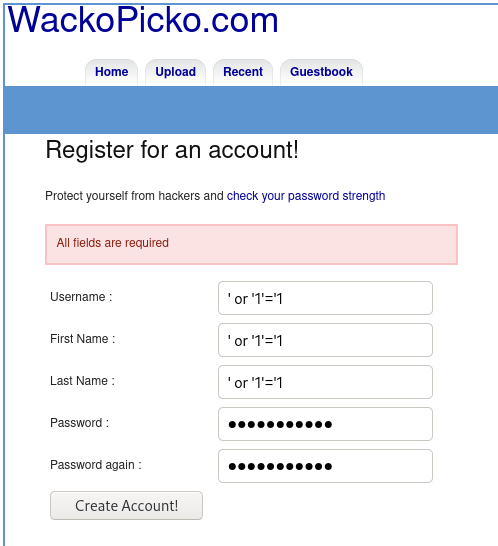 WackoPicko.com
Home Upload Recent Guestbook
Register for an account!
Protect yourself from hackers and check your password strength
All fields are required
Username : ' or '1'='1
First Name : ' or '1'='1
Last Name : ' or '1'='1
Password : ●●●●●●●●●●●
Password again : ●●●●●●●●●●●
Create Account!